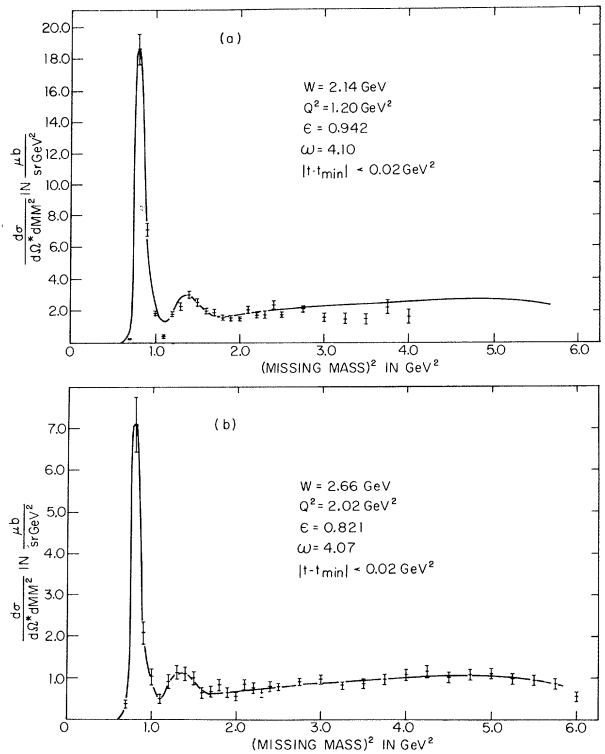 (a)
W = 2.14 GeV
Q² = 1.20 GeV²
ϵ = 0.942
ω = 4.10
|t-t_min| < 0.02 GeV²
20.0
18.0
16.0
14.0
12.0
10.0
8.0
6.0
4.0
2.0
dσ/dΩ*dMM² IN μb/sr GeV²
0 1.0 2.0 3.0 4.0 5.0 6.0
(MISSING MASS)² IN GeV²
(b)
W = 2.66 GeV
Q² = 2.02 GeV²
ϵ = 0.821
ω = 4.07
|t-t_min| < 0.02 GeV²
7.0
6.0
5.0
4.0
3.0
2.0
1.0
dσ/dΩ*dMM² IN μb/sr GeV²
0 1.0 2.0 3.0 4.0 5.0 6.0
(MISSING MASS)² IN GeV²